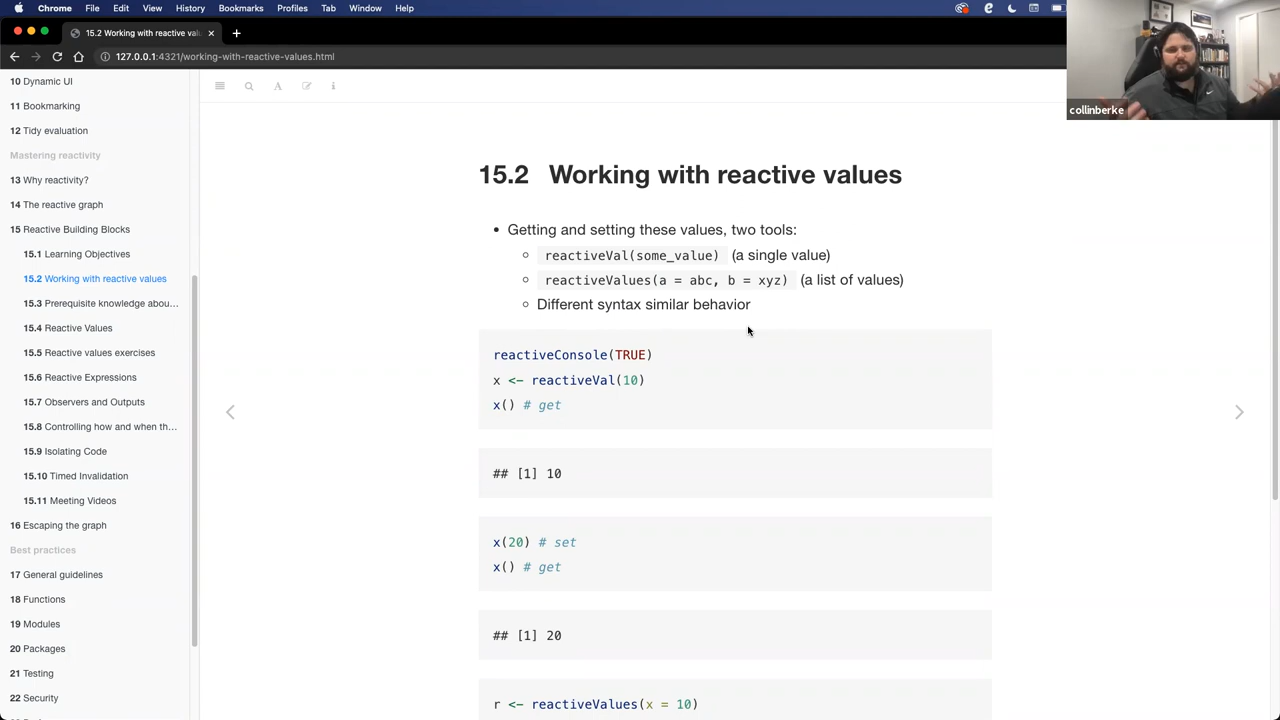 Chrome File Edit View History Bookmarks Profiles Tab Window Help
15.2 Working with reactive valu
127.0.0.1:4321/working-with-reactive-values.html
collinberke
10 Dynamic UI
11 Bookmarking
12 Tidy evaluation
Mastering reactivity
13 Why reactivity?
14 The reactive graph
15 Reactive Building Blocks
15.1 Learning Objectives
15.2 Working with reactive values
15.3 Prerequisite knowledge abou...
15.4 Reactive Values
15.5 Reactive values exercises
15.6 Reactive Expressions
15.7 Observers and Outputs
15.8 Controlling how and when th...
15.9 Isolating Code
15.10 Timed Invalidation
15.11 Meeting Videos
16 Escaping the graph
Best practices
17 General guidelines
18 Functions
19 Modules
20 Packages
21 Testing
22 Security
15.2 Working with reactive values
• Getting and setting these values, two tools:
reactiveVal(some_value) (a single value)
reactiveValues(a = abc, b = xyz) (a list of values)
Different syntax similar behavior
reactiveConsole(TRUE)
x <- reactiveVal(10)
x() # get
## [1] 10
x(20) # set
x() # get
## [1] 20
r <- reactiveValues(x = 10)